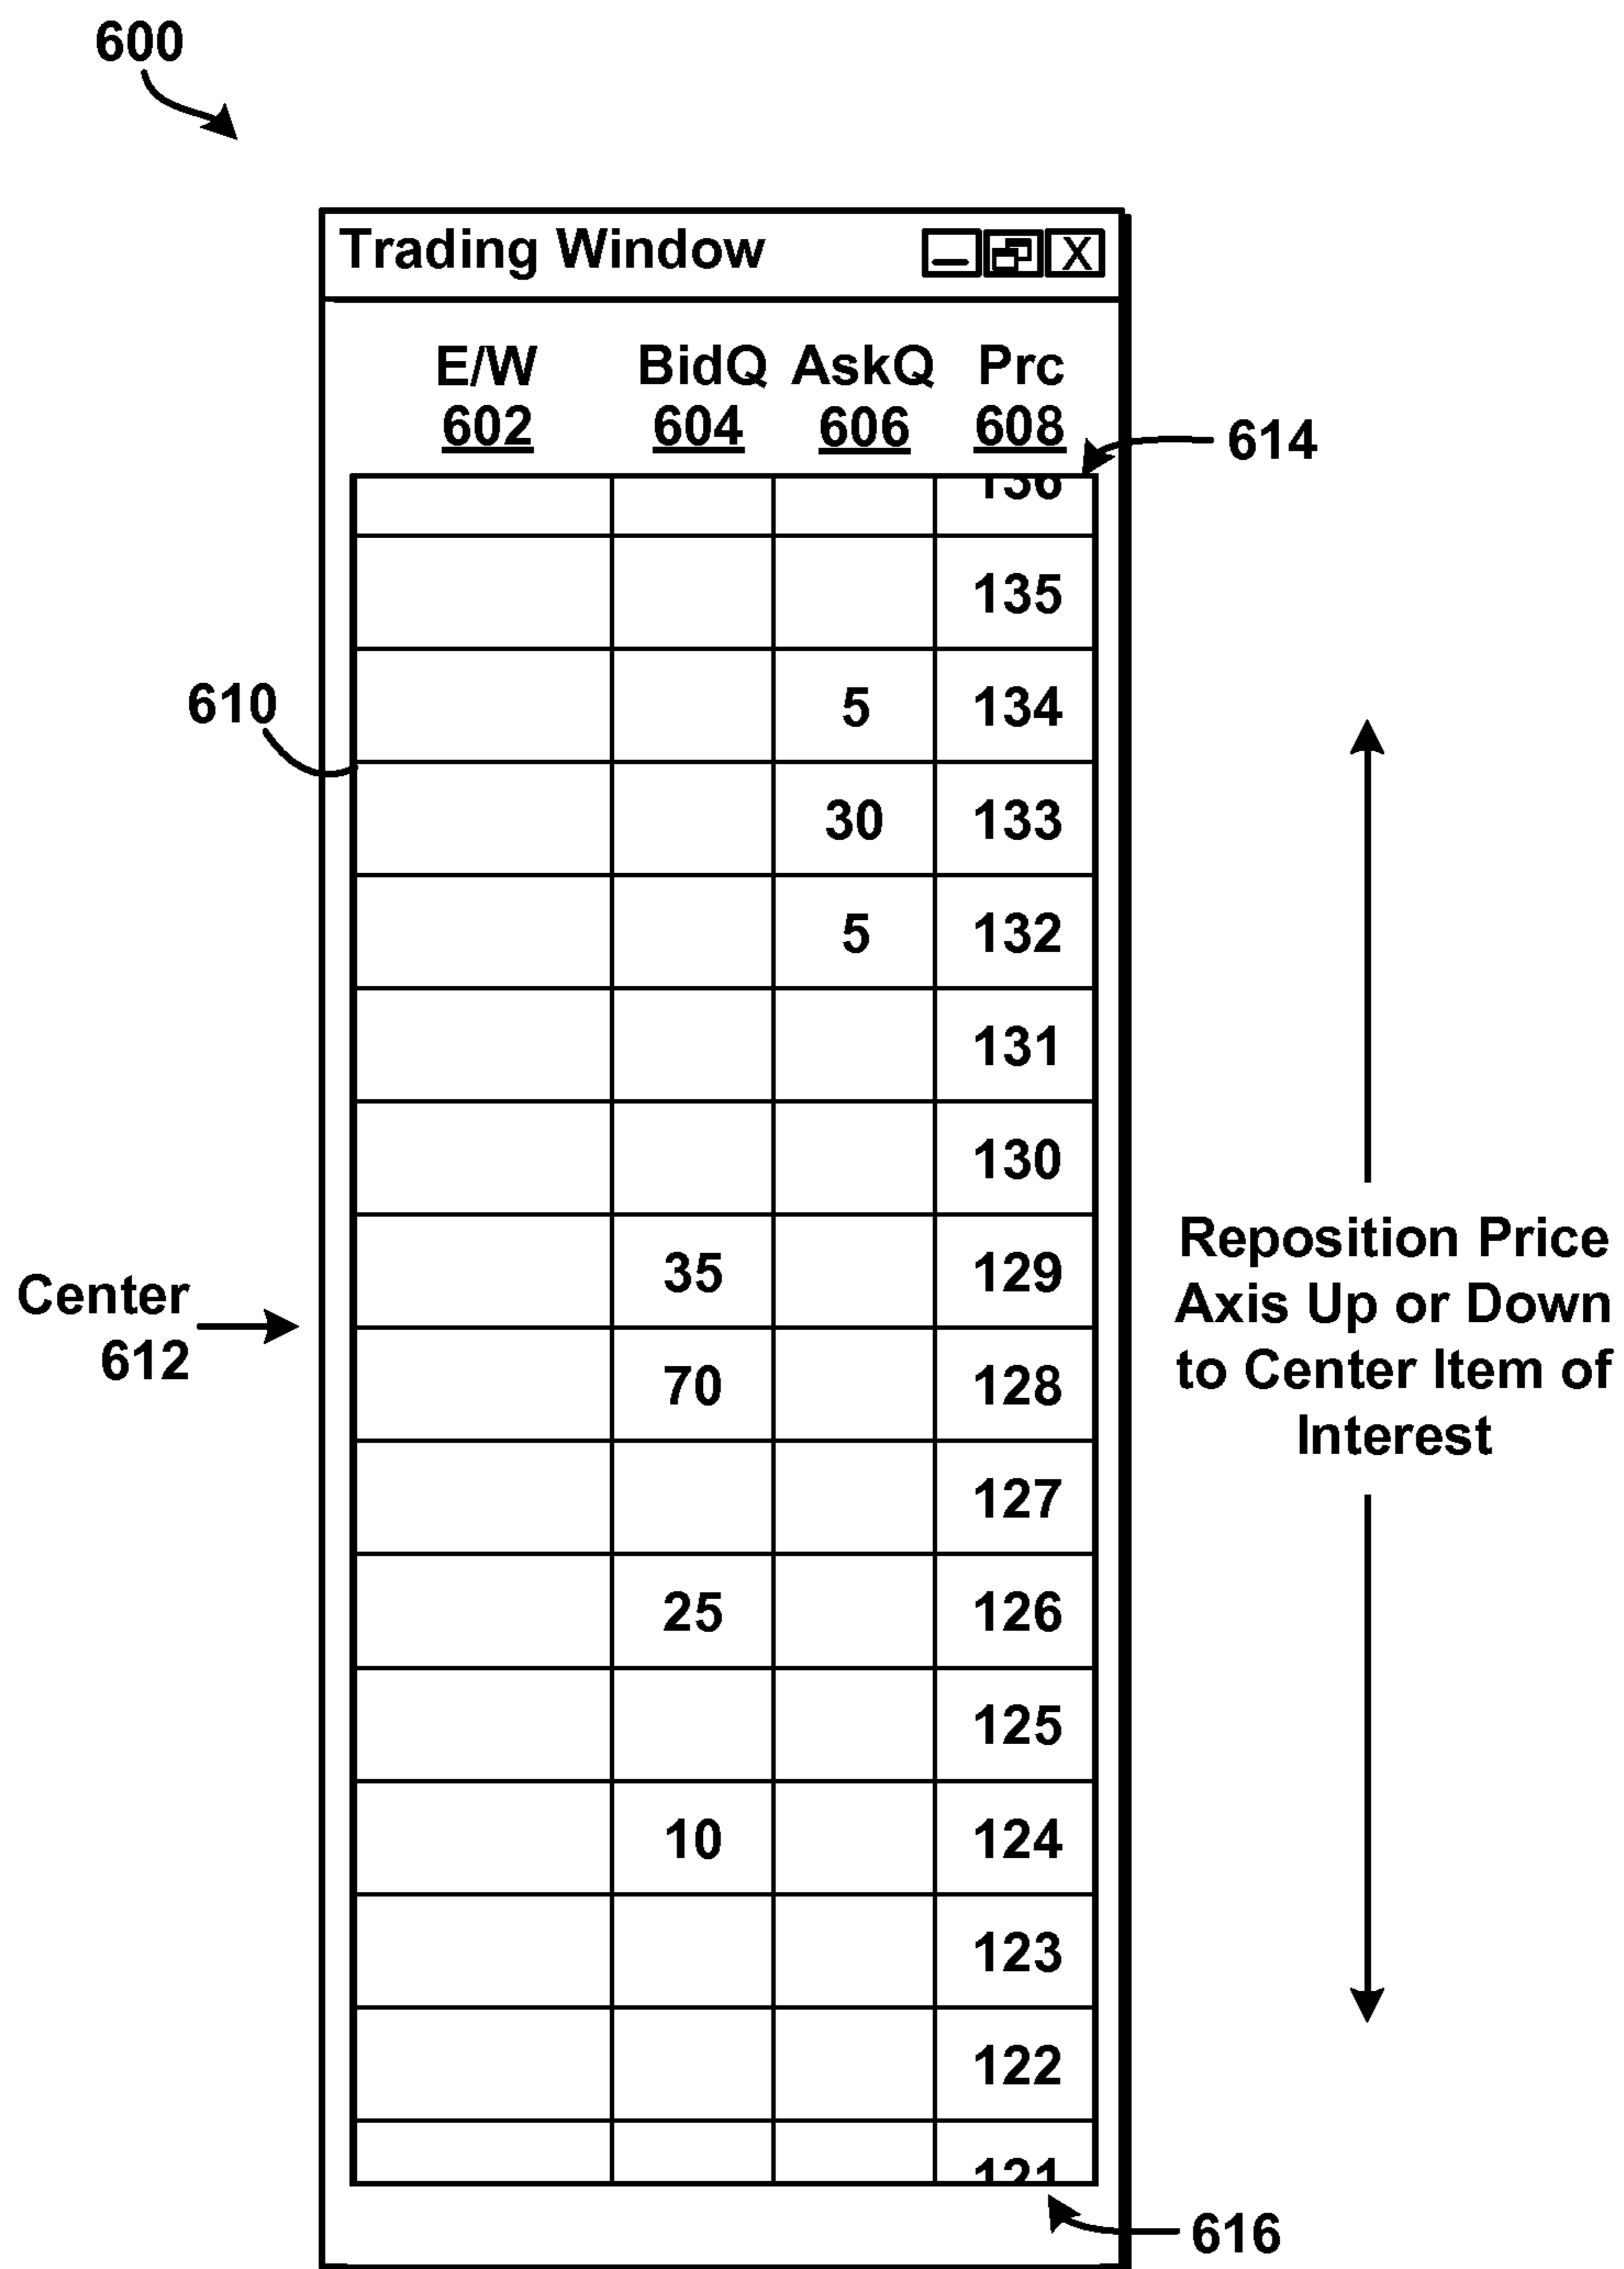 600
Trading Window
X
E/W BidQ AskQ Prc
602 604 606 608
614
136
135
610
5 134
30 133
5 132
131
130
35 129
Center
612
70 128
Reposition Price
Axis Up or Down
to Center Item of
Interest
127
25 126
125
10 124
123
122
121
616